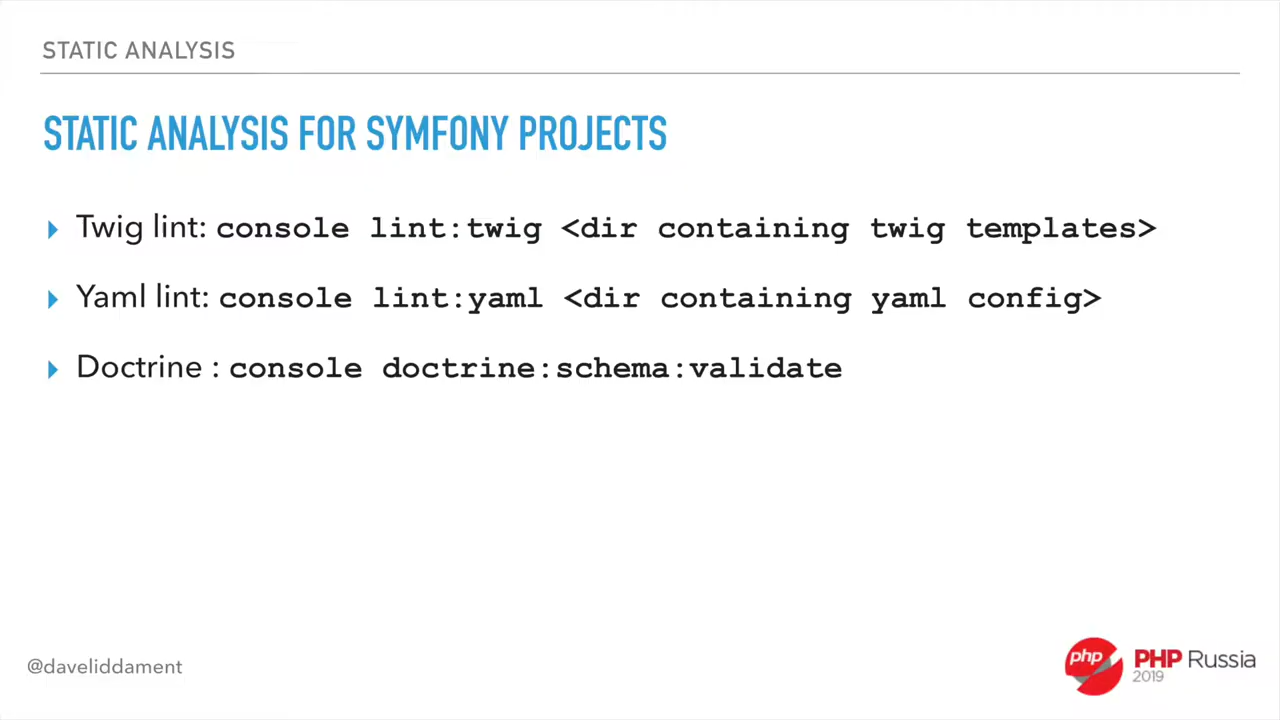 STATIC ANALYSIS
STATIC ANALYSIS FOR SYMFONY PROJECTS
Twig lint: console lint:twig <dir containing twig templates>
Yaml lint: console lint:yaml <dir containing yaml config>
Doctrine : console doctrine:schema:validate
@daveliddament
php
PHP Russia
2019